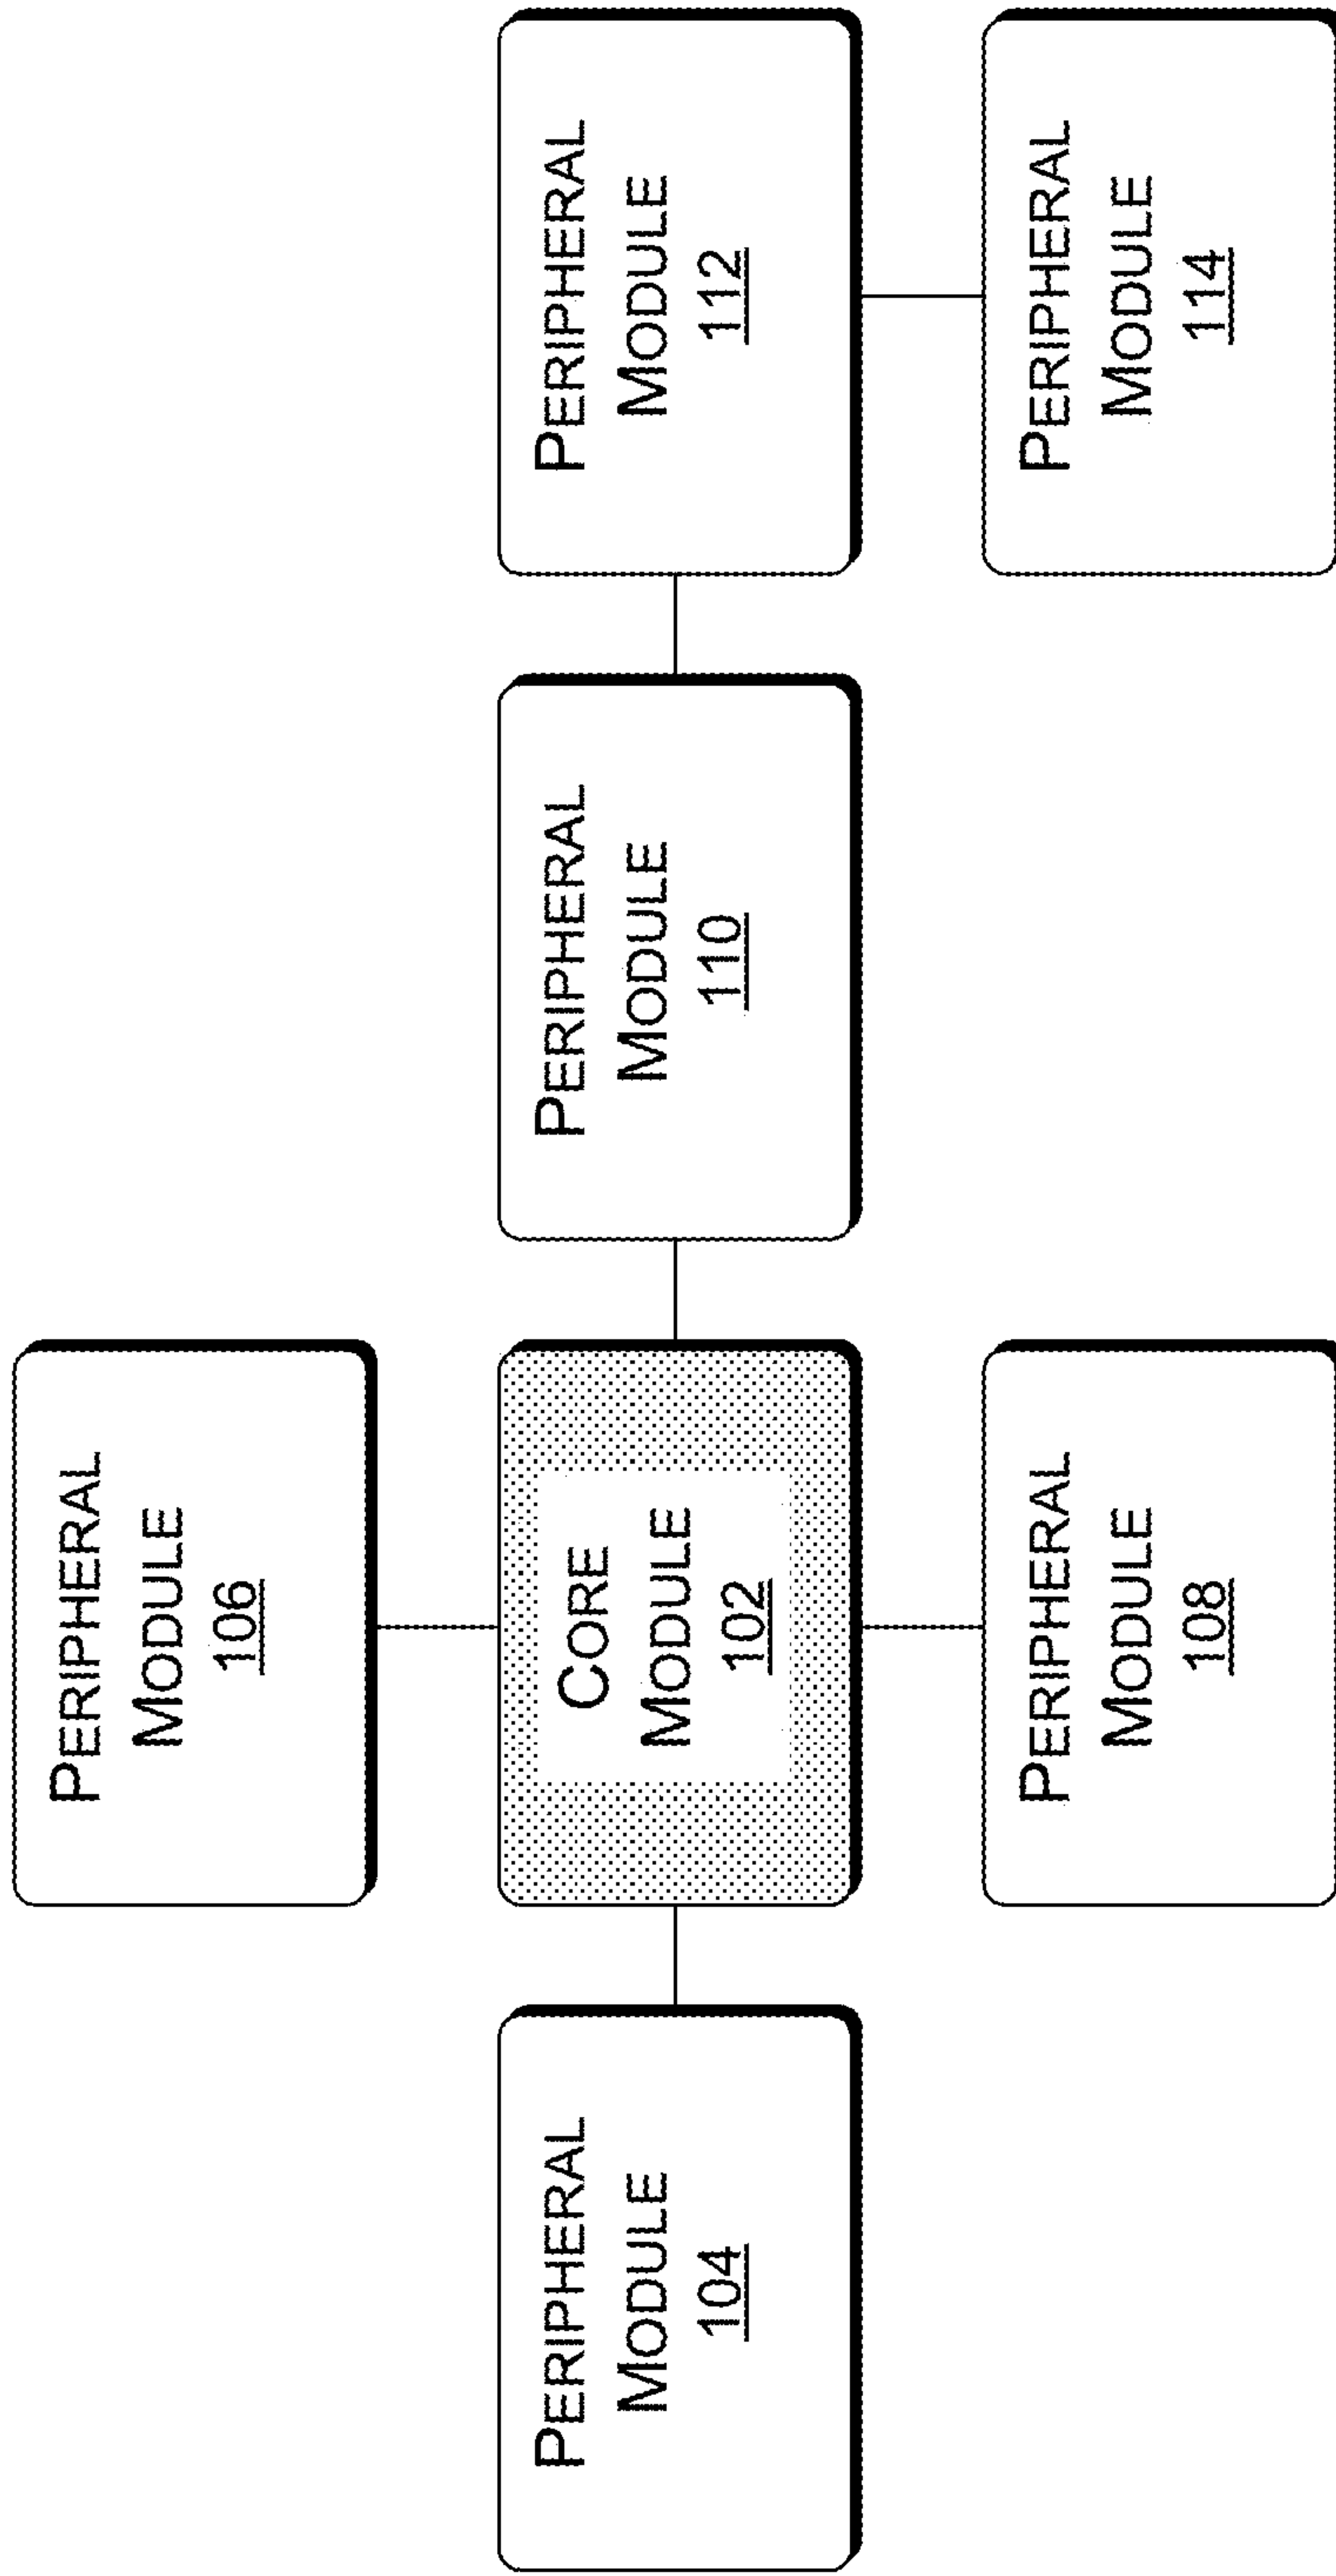 PERIPHERAL
MODULE
106
PERIPHERAL
MODULE
104
CORE
MODULE
102
PERIPHERAL
MODULE
110
PERIPHERAL
MODULE
112
PERIPHERAL
MODULE
108
PERIPHERAL
MODULE
114